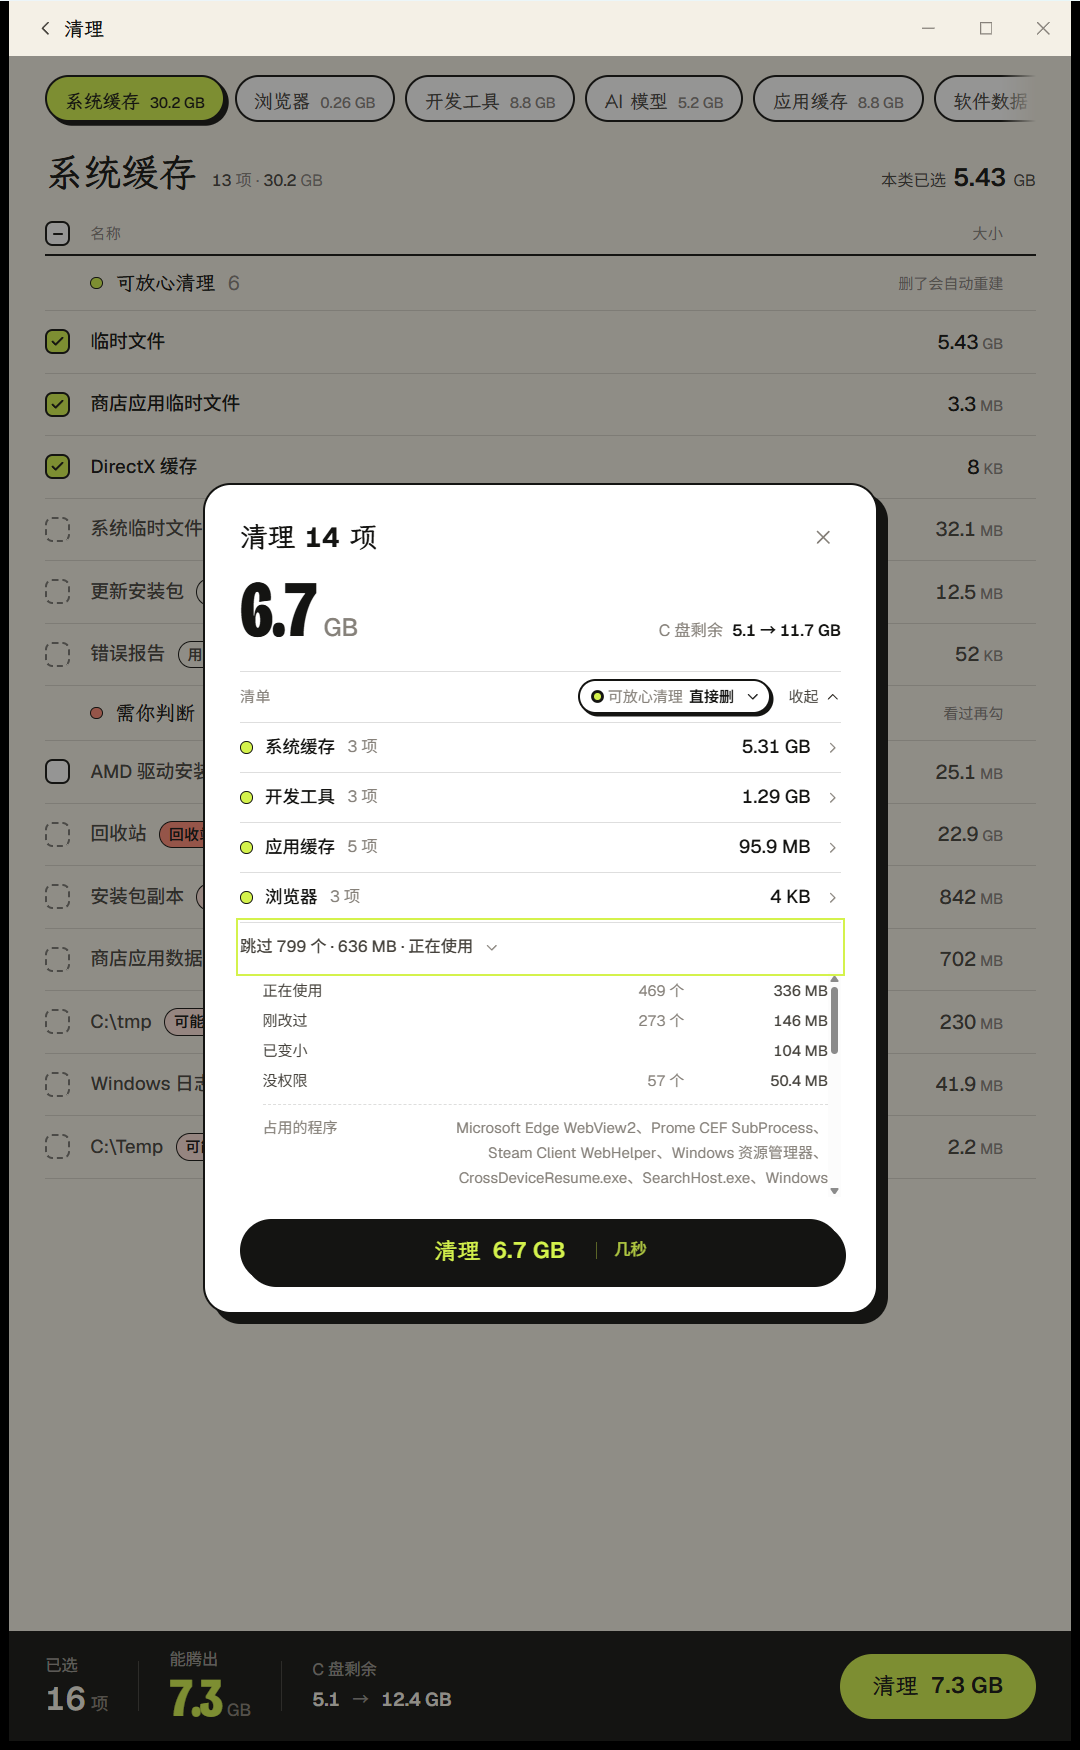 清理
系统缓存 30.2 GB 浏览器 0.26 GB 开发工具 8.8 GB AI 模型 5.2 GB 应用缓存 8.8 GB 软件数据
系统缓存 13 项 · 30.2 GB 本类已选 5.43 GB
名称 大小
可放心清理 6 删了会自动重建
临时文件 5.43 GB
商店应用临时文件 3.3 MB
DirectX 缓存 8 KB
系统临时文件 32.1 MB
更新安装包 12.5 MB
错误报告 用 52 KB
需你判断 看过再勾
AMD 驱动安装 25.1 MB
回收站 回收 22.9 GB
安装包副本 842 MB
商店应用数据 702 MB
C:\tmp 可能 230 MB
Windows 日志 41.9 MB
C:\Temp 可 2.2 MB
清理 14 项
6.7 GB C 盘剩余 5.1 → 11.7 GB
清单 可放心清理 直接删 收起
系统缓存 3 项 5.31 GB
开发工具 3 项 1.29 GB
应用缓存 5 项 95.9 MB
浏览器 3 项 4 KB
跳过 799 个 · 636 MB · 正在使用
正在使用 469 个 336 MB
刚改过 273 个 146 MB
已变小 104 MB
没权限 57 个 50.4 MB
占用的程序 Microsoft Edge WebView2、Prome CEF SubProcess、
Steam Client WebHelper、Windows 资源管理器、
CrossDeviceResume.exe、SearchHost.exe、Windows
清理 6.7 GB 几秒
已选 能腾出 C 盘剩余
16 项 7.3 GB 5.1 → 12.4 GB 清理 7.3 GB